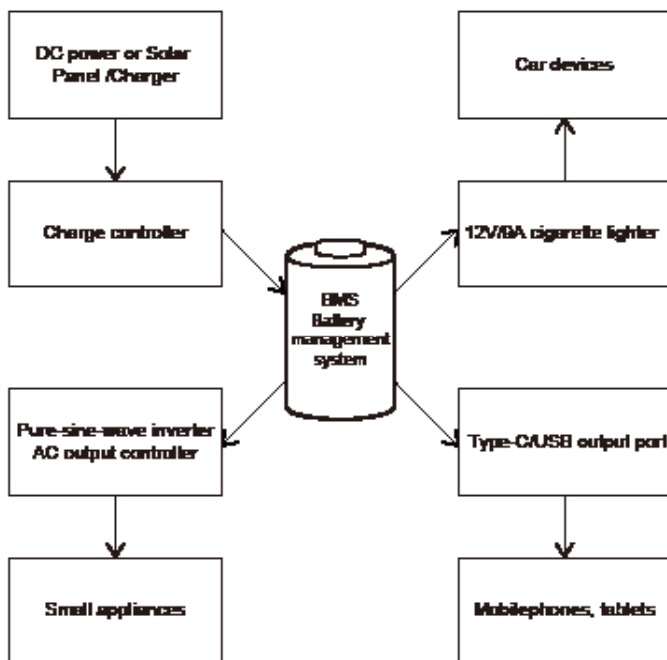 DC power or Solar
Panel /Charger
Car devices
Charge controller
12V/9A cigarette lighter
BMS
Battery
management
system
Pure-sine-wave inverter
AC output controller
Type-C/USB output port
Small appliances
Mobilephones, tablets